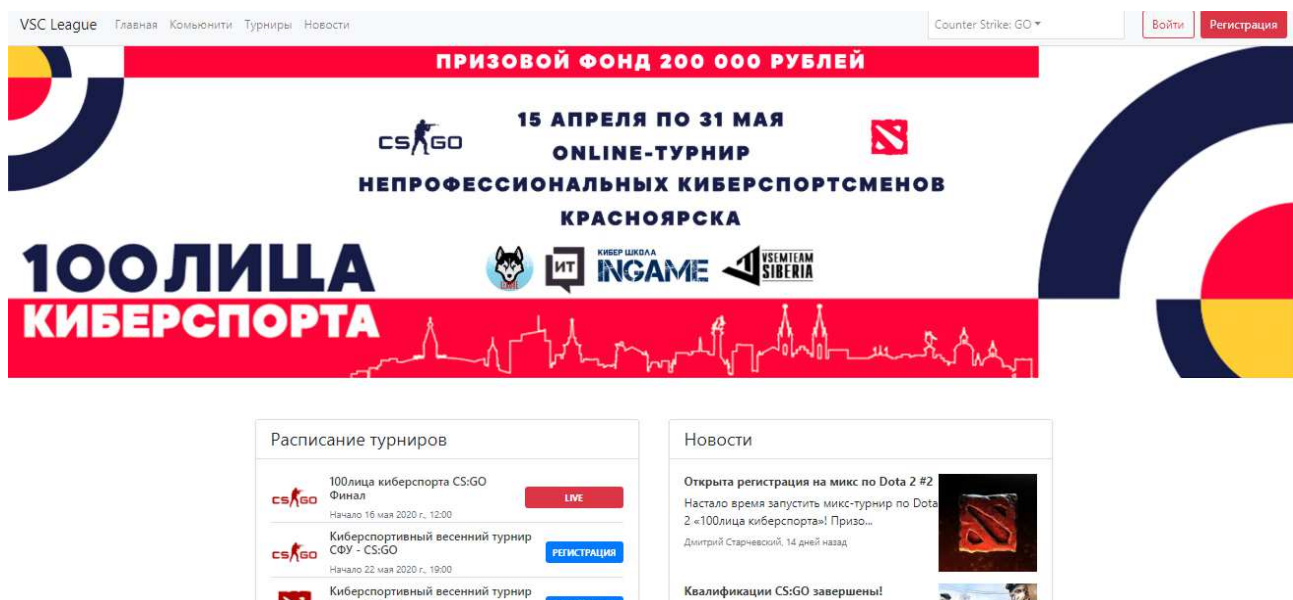 VSC League Главная Комьюнити Турниры Новости Counter Strike: GO Войти Регистрация
ПРИЗОВОЙ ФОНД 200 000 РУБЛЕЙ
15 АПРЕЛЯ ПО 31 МАЯ
CS GO
ONLINE-ТУРНИР
НЕПРОФЕССИОНАЛЬНЫХ КИБЕРСПОРТСМЕНОВ
КРАСНОЯРСКА
100ЛИЦА
КИБЕРСПОРТА
ИТ
КИБЕР ШКОЛА
INGAME
VSEMTEAM
SIBERIA
Расписание турниров
CS GO
100лица киберспорта CS:GO
Финал
Начало 16 мая 2020 г., 12:00
LIVE
CS GO
Киберспортивный весенний турнир
СФУ - CS:GO
Начало 22 мая 2020 г., 19:00
РЕГИСТРАЦИЯ
Киберспортивный весенний турнир
Новости
Открыта регистрация на микс по Dota 2 #2
Настало время запустить микс-турнир по Dota
2 «100лица киберспорта»! Призо...
Дмитрий Старчевский, 14 дней назад
Квалификации CS:GO завершены!